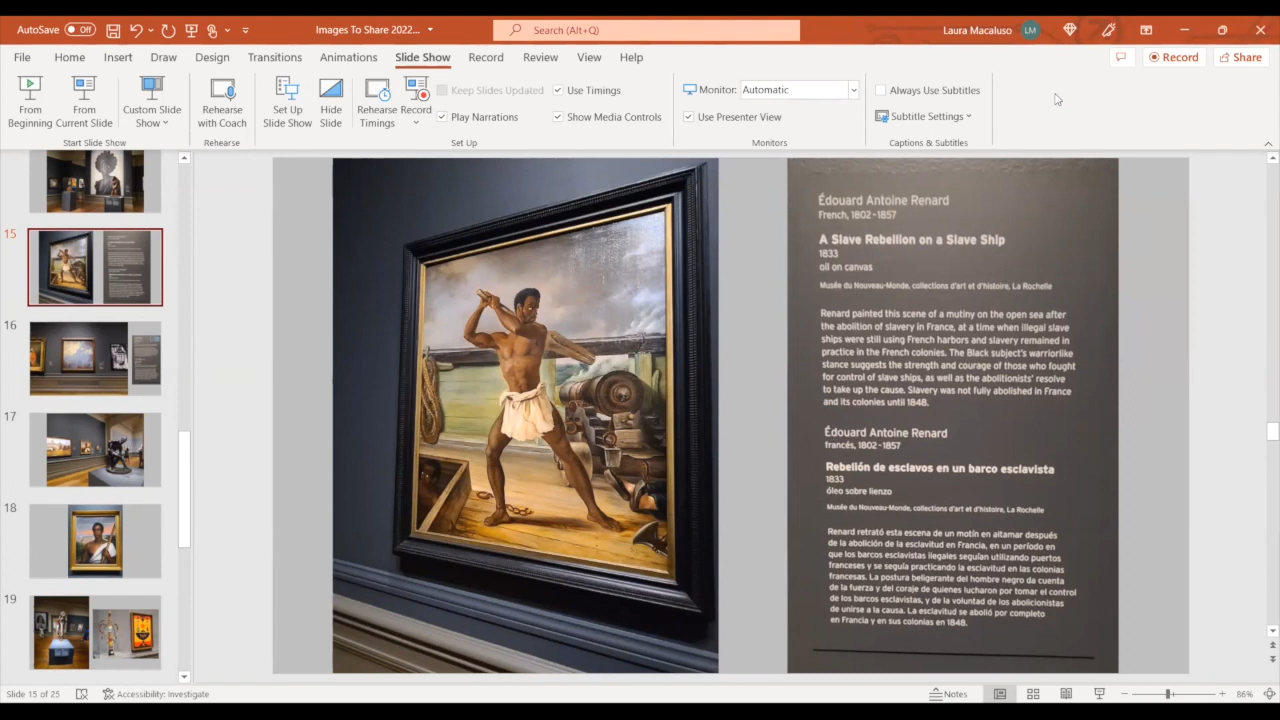 AutoSave Off Images To Share 2022... Search (Alt+Q) Laura Macaluso LM
File Home Insert Draw Design Transitions Animations Slide Show Record Review View Help Record Share
From Beginning
From Current Slide
Custom Slide Show
Start Slide Show
Rehearse with Coach
Rehearse
Set Up Slide Show
Hide Slide
Rehearse Timings
Record
Keep Slides Updated
Play Narrations
Use Timings
Show Media Controls
Set Up
Monitor: Automatic
Use Presenter View
Monitors
Always Use Subtitles
Subtitle Settings
Captions & Subtitles
15
16
17
18
19
Édouard Antoine Renard
French, 1802-1857
A Slave Rebellion on a Slave Ship
1833
oil on canvas
Musée du Nouveau-Monde, collections d'art et d'histoire, La Rochelle
Renard painted this scene of a mutiny on the open sea after
the abolition of slavery in France, at a time when illegal slave
ships were still using French harbors and slavery remained in
practice in the French colonies. The Black subject's warriorlike
stance suggests the strength and courage of those who fought
for control of slave ships, as well as the abolitionists' resolve
to take up the cause. Slavery was not fully abolished in France
and its colonies until 1848.
Édouard Antoine Renard
francés, 1802-1857
Rebelión de esclavos en un barco esclavista
1833
óleo sobre lienzo
Musée du Nouveau-Monde, collections d'art et d'histoire, La Rochelle
Renard retrató esta escena de un motín en altamar después
de la abolición de la esclavitud en Francia, en un período en
que los barcos esclavistas ilegales seguían utilizando puertos
franceses y se seguía practicando la esclavitud en las colonias
francesas. La postura beligerante del hombre negro da cuenta
de la fuerza y del coraje de quienes lucharon por tomar el control
de los barcos esclavistas, y de la voluntad de los abolicionistas
de unirse a la causa. La esclavitud se abolió por completo
en Francia y en sus colonias en 1848.
Slide 15 of 25 Accessibility: Investigate Notes 86%